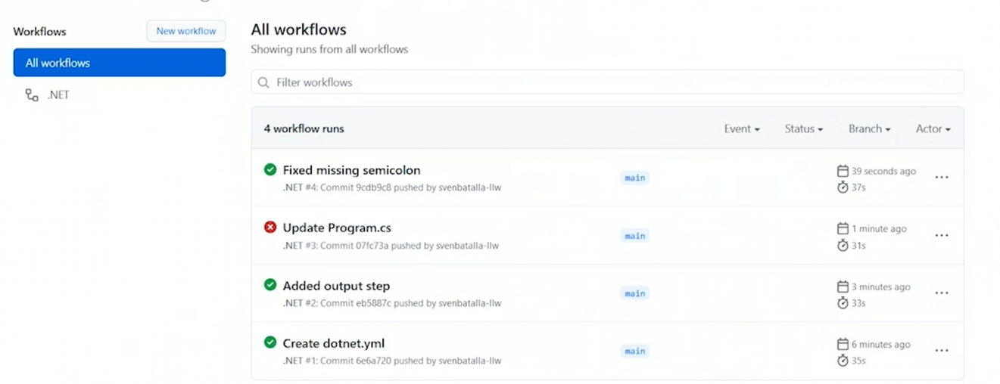 Workflows
New workflow
All workflows
.NET
All workflows
Showing runs from all workflows
Filter workflows
4 workflow runs
Event
Status
Branch
Actor
Fixed missing semicolon
.NET #4: Commit 9cdb9c8 pushed by svenbatalla-llw
main
39 seconds ago
37s
Update Program.cs
.NET #3: Commit 07fc73a pushed by svenbatalla-llw
main
1 minute ago
31s
Added output step
.NET #2: Commit eb5887c pushed by svenbatalla-llw
main
3 minutes ago
33s
Create dotnet.yml
.NET #1: Commit 6e6a720 pushed by svenbatalla-llw
main
6 minutes ago
35s